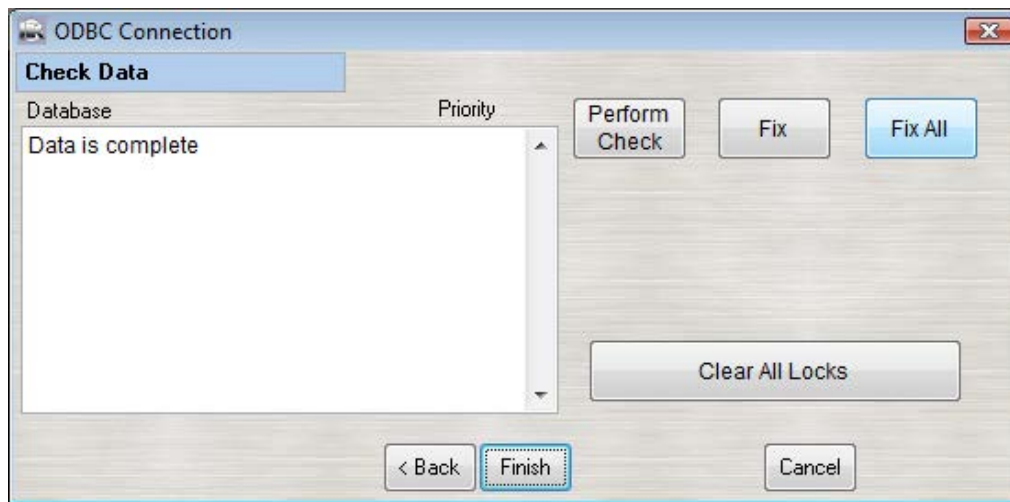 ODBC Connection
Check Data
Database Priority
Data is complete
Perform
Check
Fix
Fix All
Clear All Locks
< Back
Finish
Cancel